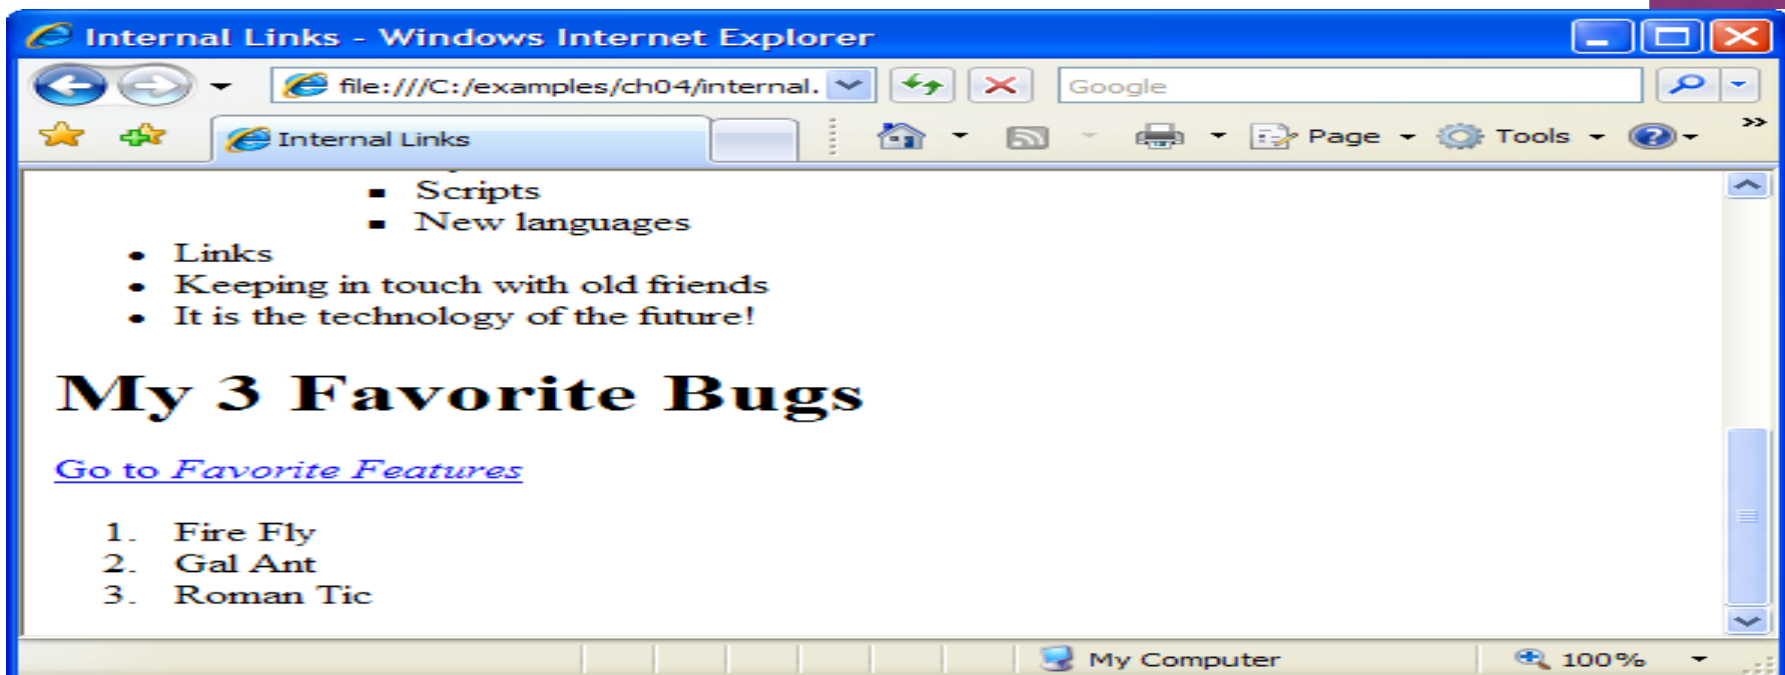 Internal Links - Windows Internet Explorer
file:///C:/examples/ch04/internal.
Google
Internal Links
Page
Tools
Scripts
New languages
Links
Keeping in touch with old friends
It is the technology of the future!
My 3 Favorite Bugs
Go to Favorite Features
1. Fire Fly
2. Gal Ant
3. Roman Tic
My Computer
100%